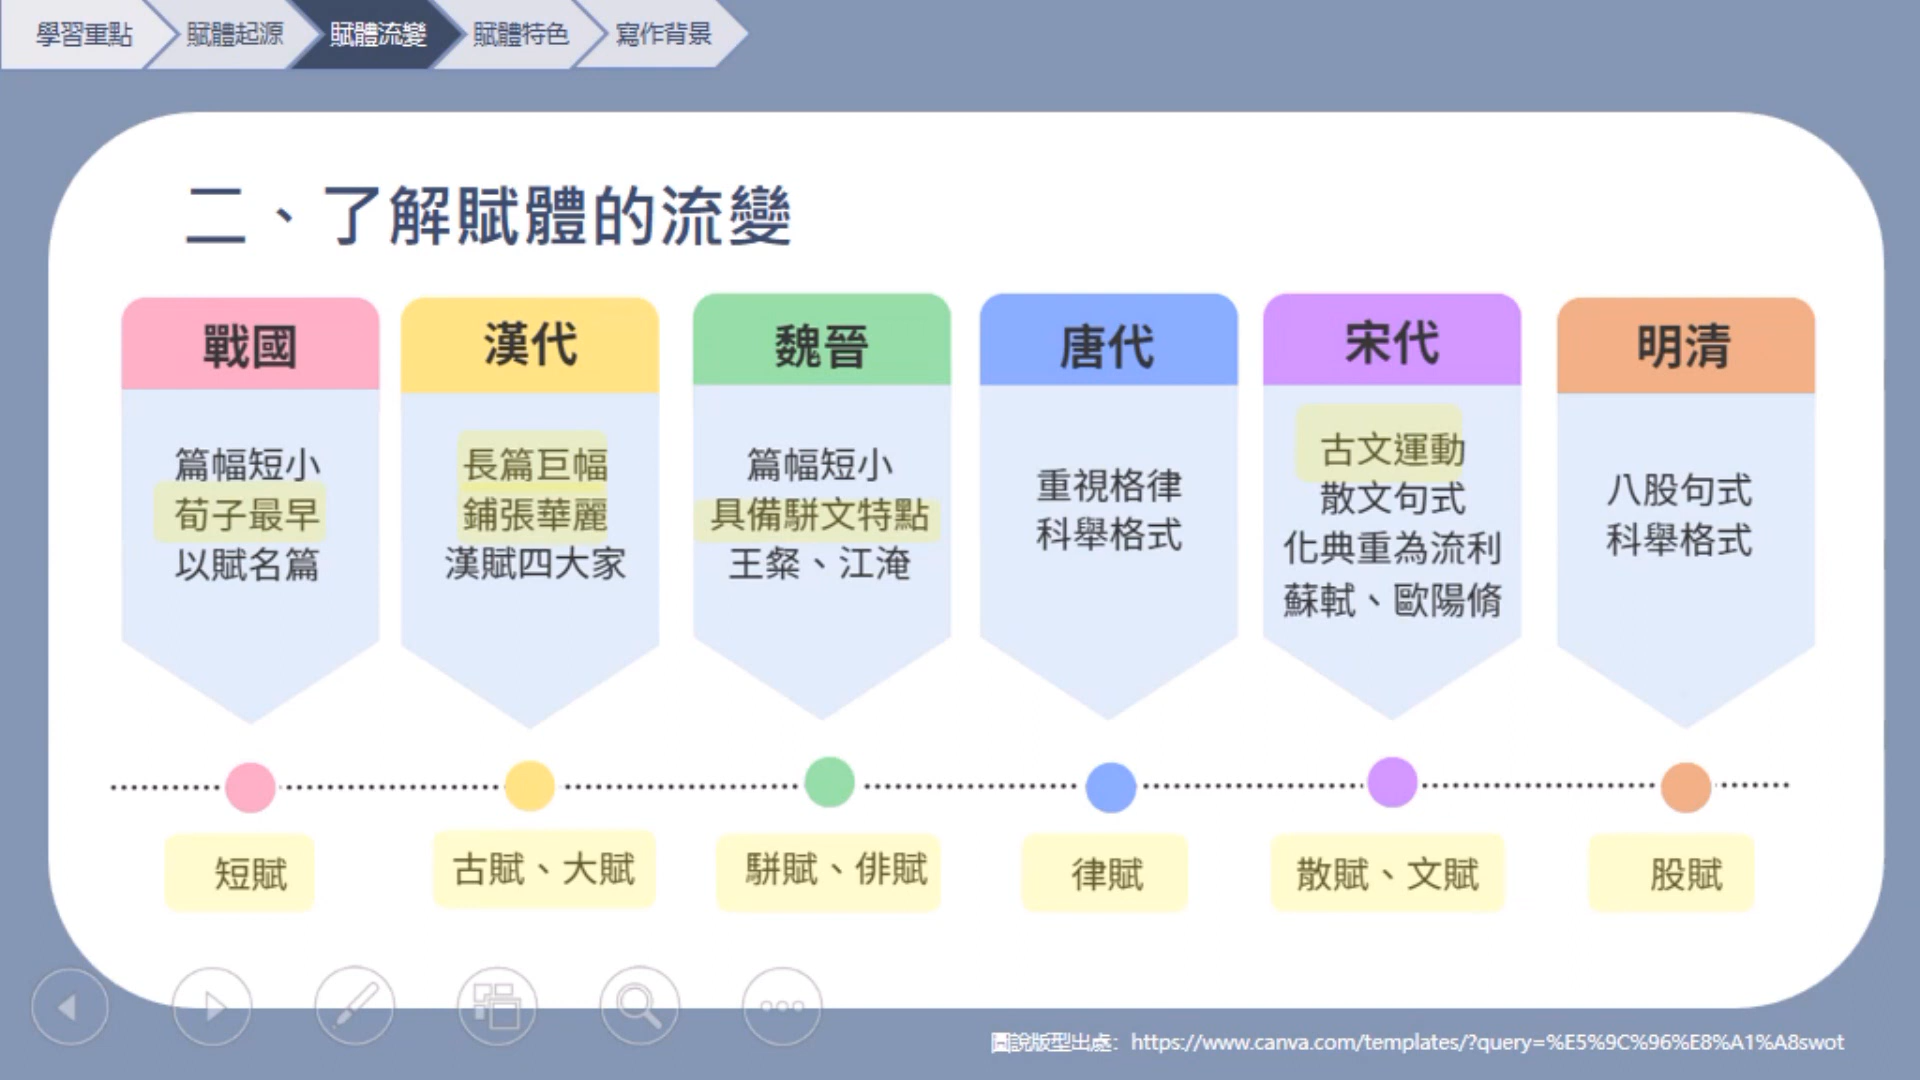 學習重點
賦體起源
賦體流變
賦體特色
寫作背景
二、了解賦體的流變
戰國
篇幅短小
荀子最早
以賦名篇
短賦
漢代
長篇巨幅
鋪張華麗
漢賦四大家
古賦、大賦
魏晉
篇幅短小
具備駢文特點
王粲、江淹
駢賦、俳賦
唐代
重視格律
科舉格式
律賦
宋代
古文運動
散文句式
化典重為流利
蘇軾、歐陽脩
散賦、文賦
明清
八股句式
科舉格式
股賦
圖說版型出處：https://www.canva.com/templates/?query=%E5%9C%96%E8%A1%A8swot